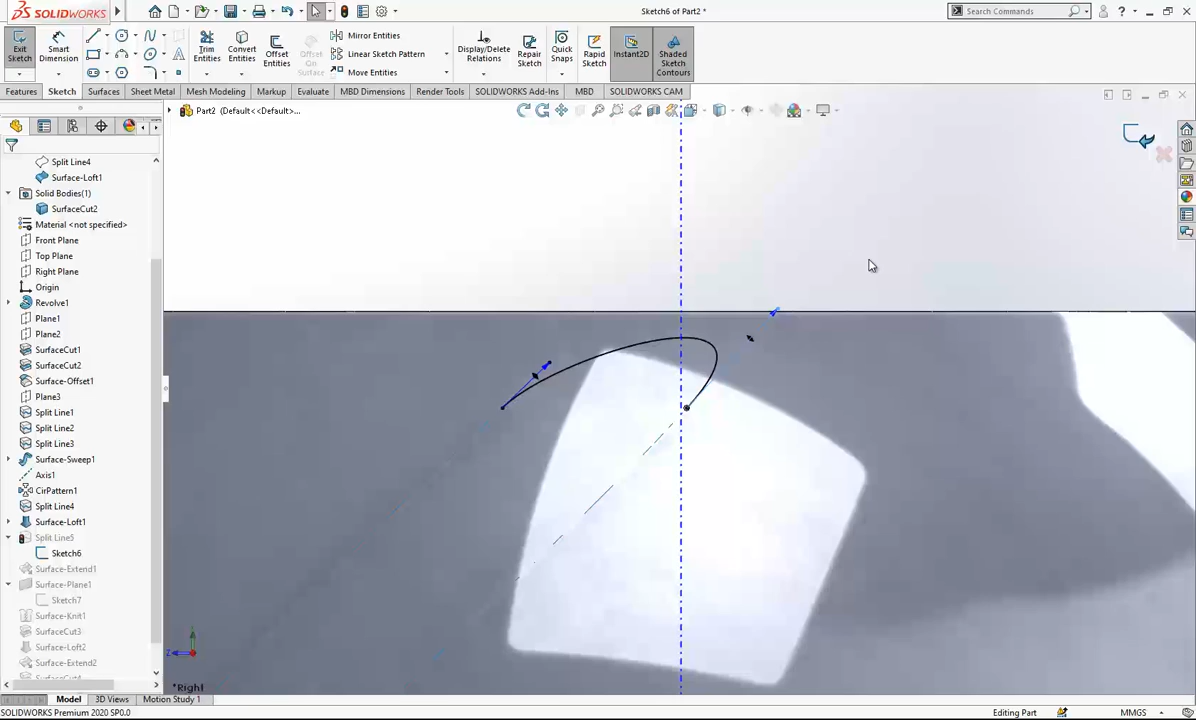 SOLIDWORKS
Sketch6 of Part2 *
Search Commands
Exit Sketch
Smart Dimension
Trim Entities
Convert Entities
Offset Entities
Offset On Surface
Mirror Entities
Linear Sketch Pattern
Move Entities
Display/Delete Relations
Repair Sketch
Quick Snaps
Rapid Sketch
Instant2D
Shaded Sketch Contours
Features
Sketch
Surfaces
Sheet Metal
Mesh Modeling
Markup
Evaluate
MBD Dimensions
Render Tools
SOLIDWORKS Add-Ins
MBD
SOLIDWORKS CAM
Part2 (Default<<Default>...
Split Line4
Surface-Loft1
Solid Bodies(1)
SurfaceCut2
Material <not specified>
Front Plane
Top Plane
Right Plane
Origin
Revolve1
Plane1
Plane2
SurfaceCut1
SurfaceCut2
Surface-Offset1
Plane3
Split Line1
Split Line2
Split Line3
Surface-Sweep1
Axis1
CirPattern1
Split Line4
Surface-Loft1
Split Line5
Sketch6
Surface-Extend1
Surface-Plane1
Sketch7
Surface-Knit1
SurfaceCut3
Surface-Loft2
Surface-Extend2
*Right
Model
3D Views
Motion Study 1
SOLIDWORKS Premium 2020 SP0.0
Editing Part
MMGS